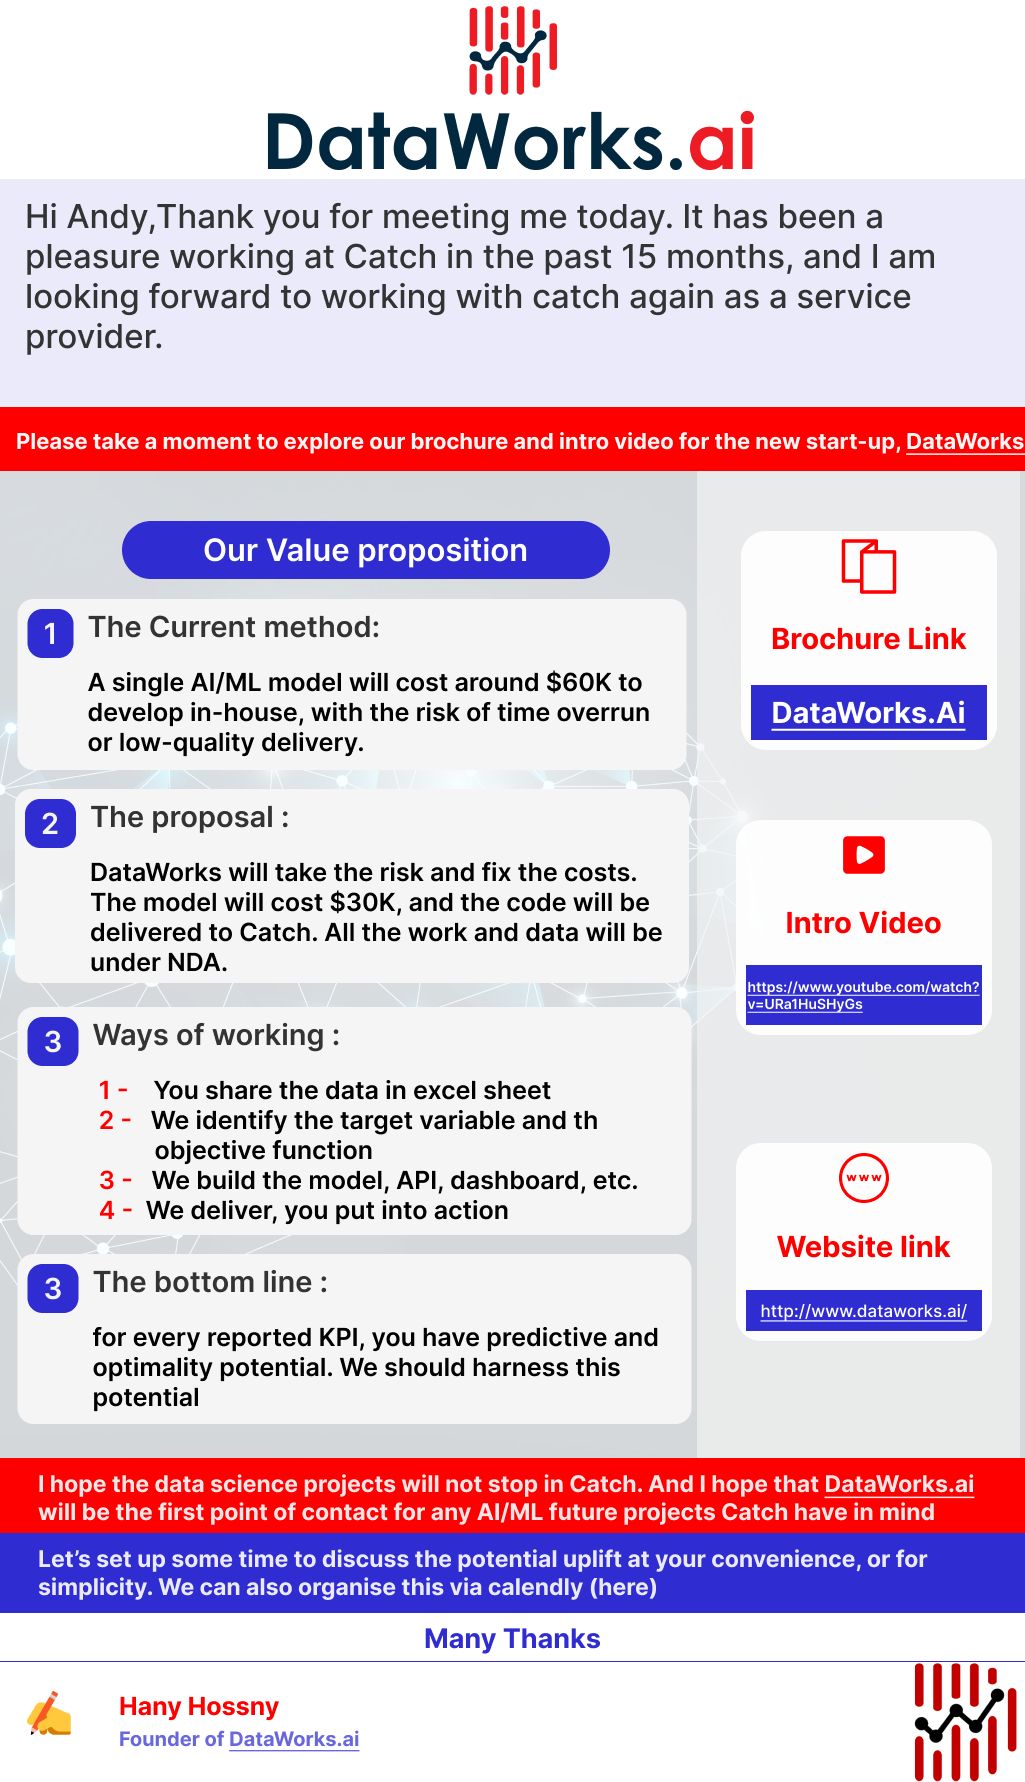 DataWorks.ai
Hi Andy,Thank you for meeting me today. It has been a
pleasure working at Catch in the past 15 months, and I am
looking forward to working with catch again as a service
provider.
Please take a moment to explore our brochure and intro video for the new start-up, DataWorks
Our Value proposition
1
The Current method:
A single AI/ML model will cost around $60K to
develop in-house, with the risk of time overrun
or low-quality delivery.
2
The proposal :
DataWorks will take the risk and fix the costs.
The model will cost $30K, and the code will be
delivered to Catch. All the work and data will be
under NDA.
3
Ways of working :
1 - You share the data in excel sheet
2 - We identify the target variable and th
objective function
3 - We build the model, API, dashboard, etc.
4 - We deliver, you put into action
3
The bottom line :
for every reported KPI, you have predictive and
optimality potential. We should harness this
potential
Brochure Link
DataWorks.Ai
Intro Video
https://www.youtube.com/watch?
v=URa1HuSHyGs
www
Website link
http://www.dataworks.ai/
I hope the data science projects will not stop in Catch. And I hope that DataWorks.ai
will be the first point of contact for any AI/ML future projects Catch have in mind
Let's set up some time to discuss the potential uplift at your convenience, or for
simplicity. We can also organise this via calendly (here)
Many Thanks
Hany Hossny
Founder of DataWorks.ai